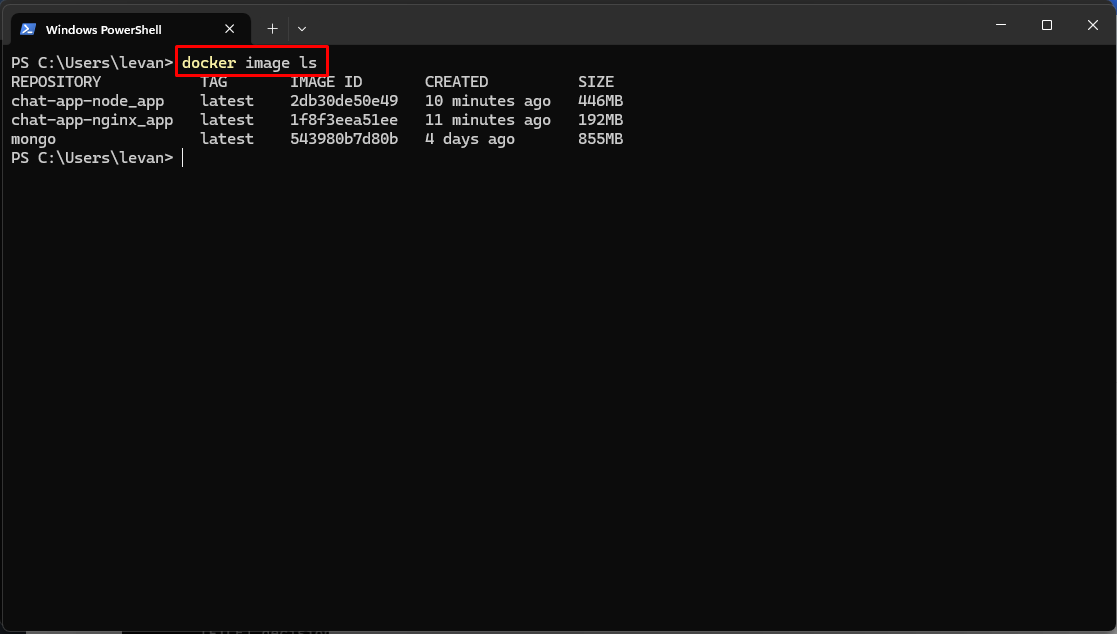 Windows PowerShell
PS C:\Users\levan> docker image ls
REPOSITORY TAG IMAGE ID CREATED SIZE
chat-app-node_app latest 2db30de50e49 10 minutes ago 446MB
chat-app-nginx_app latest 1f8f3eea51ee 11 minutes ago 192MB
mongo latest 543980b7d80b 4 days ago 855MB
PS C:\Users\levan>